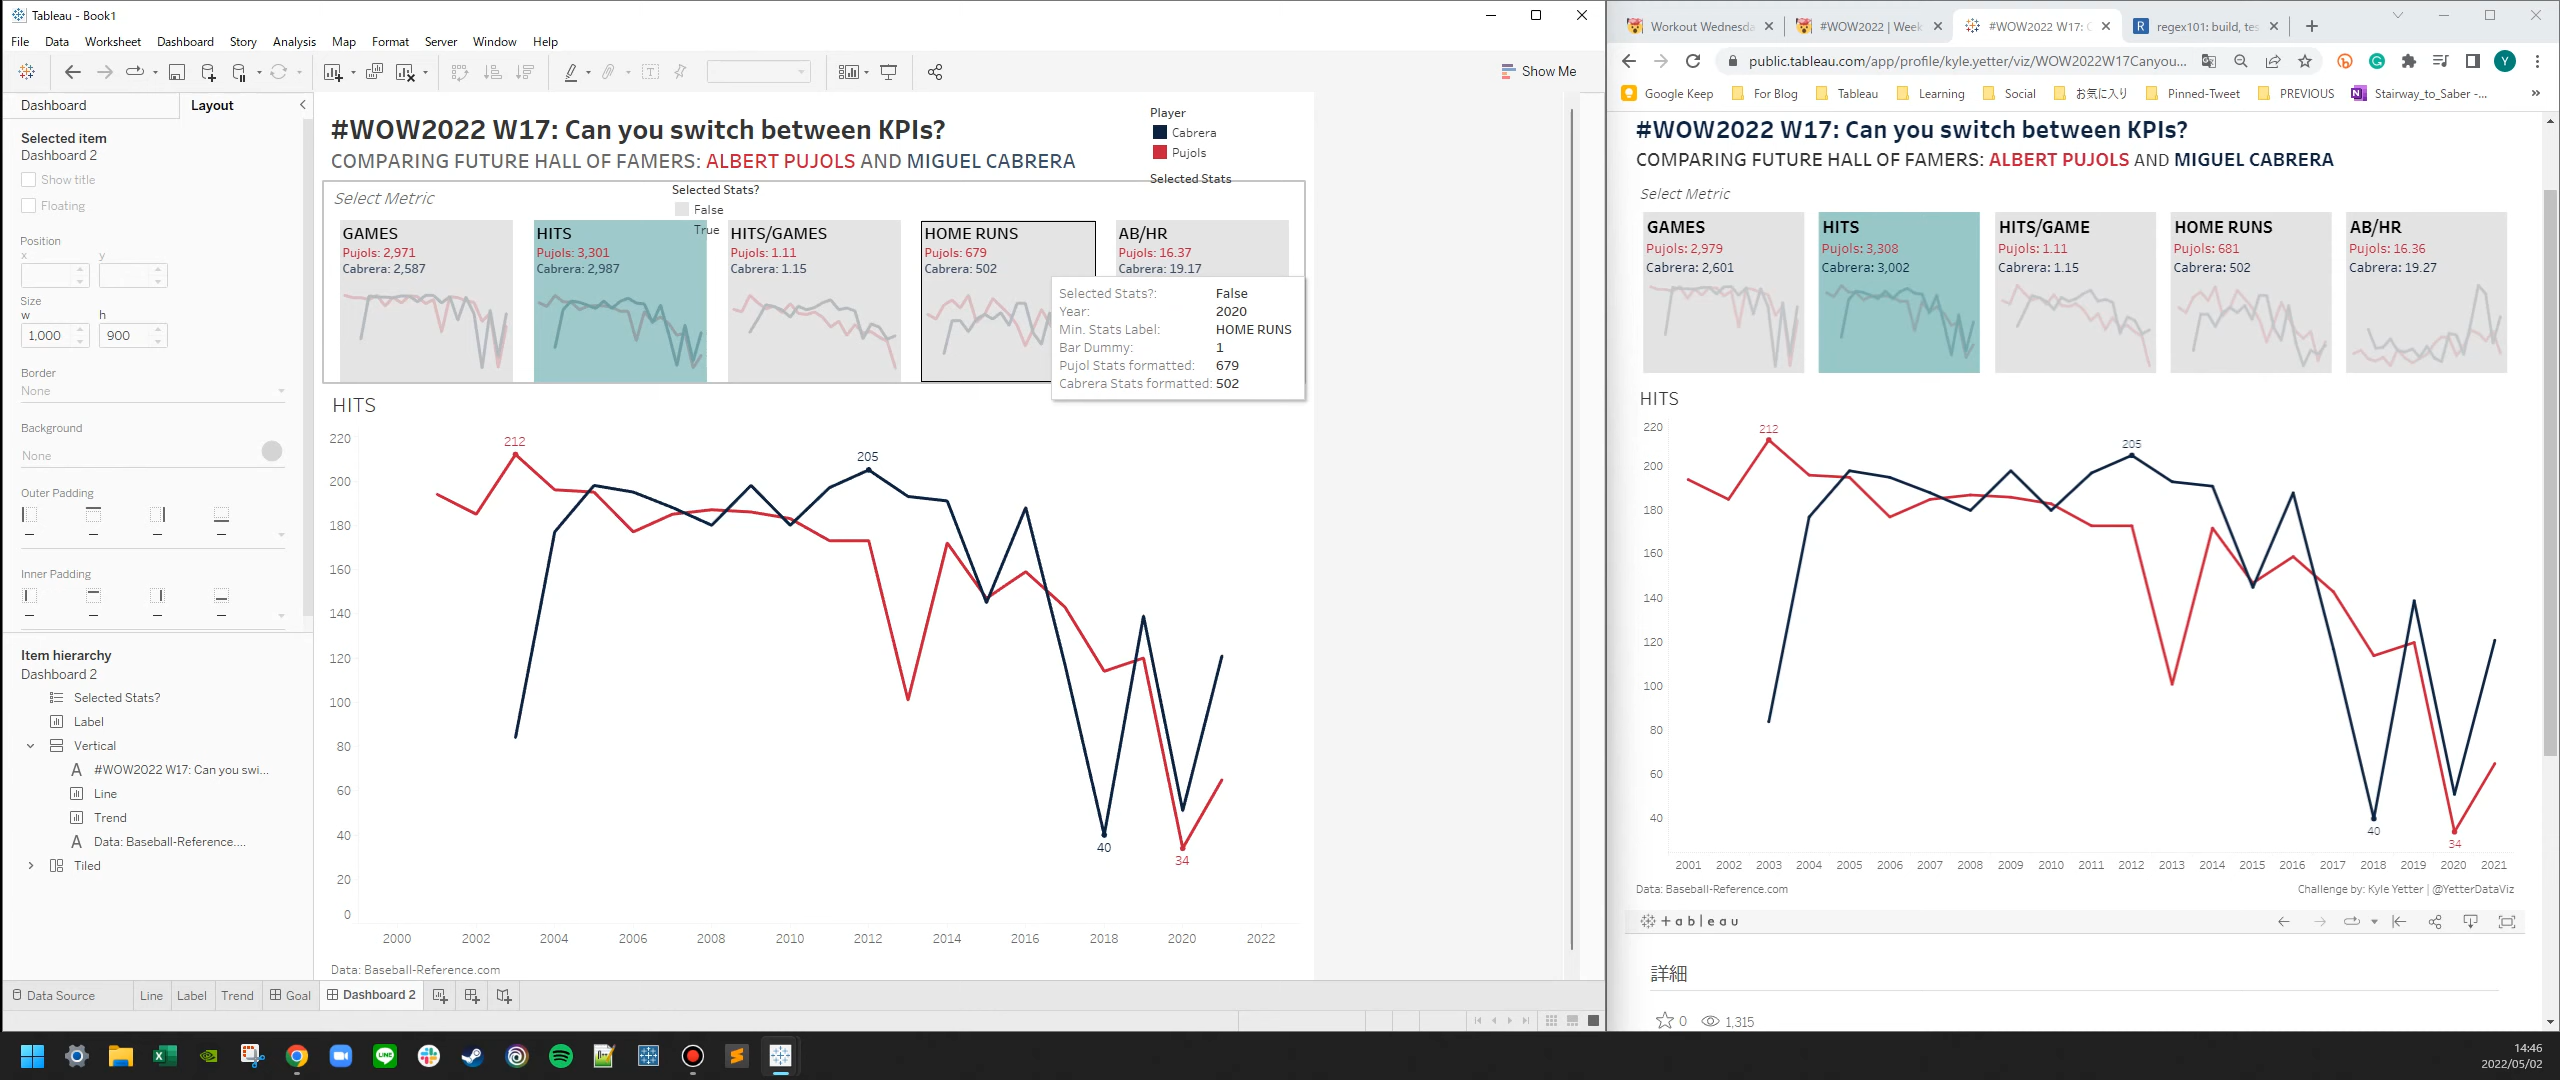 Tableau - Book1
File Data Worksheet Dashboard Story Analysis Map Format Server Window Help
Show Me
Dashboard Layout
Selected item
Dashboard 2
Show title
Floating
Position
x y
Size
w h
1,000 900
Border
None
Background
None
Outer Padding
Inner Padding
Item hierarchy
Dashboard 2
Selected Stats?
Label
Vertical
#WOW2022 W17: Can you swi...
Line
Trend
Data: Baseball-Reference....
Tiled
#WOW2022 W17: Can you switch between KPIs?
COMPARING FUTURE HALL OF FAMERS: ALBERT PUJOLS AND MIGUEL CABRERA
Player
Cabrera
Pujols
Selected Stats
Select Metric
Selected Stats?
False
True
GAMES
Pujols: 2,971
Cabrera: 2,587
HITS
Pujols: 3,301
Cabrera: 2,987
HITS/GAMES
Pujols: 1.11
Cabrera: 1.15
HOME RUNS
Pujols: 679
Cabrera: 502
AB/HR
Pujols: 16.37
Cabrera: 19.17
Selected Stats?: False
Year: 2020
Min. Stats Label: HOME RUNS
Bar Dummy: 1
Pujol Stats formatted: 679
Cabrera Stats formatted: 502
HITS
220
200
180
160
140
120
100
80
60
40
20
0
212
205
40
34
2000 2002 2004 2006 2008 2010 2012 2014 2016 2018 2020 2022
Data: Baseball-Reference.com
Data Source Line Label Trend Goal Dashboard 2
Workout Wednesda
#WOW2022 | Week
#WOW2022 W17: C
regex101: build, tes
public.tableau.com/app/profile/kyle.yetter/viz/WOW2022W17Canyou...
Y
Google Keep For Blog Tableau Learning Social お気に入り Pinned-Tweet PREVIOUS Stairway_to_Saber -... »
#WOW2022 W17: Can you switch between KPIs?
COMPARING FUTURE HALL OF FAMERS: ALBERT PUJOLS AND MIGUEL CABRERA
Select Metric
GAMES
Pujols: 2,979
Cabrera: 2,601
HITS
Pujols: 3,308
Cabrera: 3,002
HITS/GAME
Pujols: 1.11
Cabrera: 1.15
HOME RUNS
Pujols: 681
Cabrera: 502
AB/HR
Pujols: 16.36
Cabrera: 19.27
HITS
220
200
180
160
140
120
100
80
60
40
212
205
40
34
2001 2002 2003 2004 2005 2006 2007 2008 2009 2010 2011 2012 2013 2014 2015 2016 2017 2018 2019 2020 2021
Data: Baseball-Reference.com
Challenge by: Kyle Yetter | @YetterDataViz
+ a b l e a u
詳細
0 1,315
14:46
2022/05/02